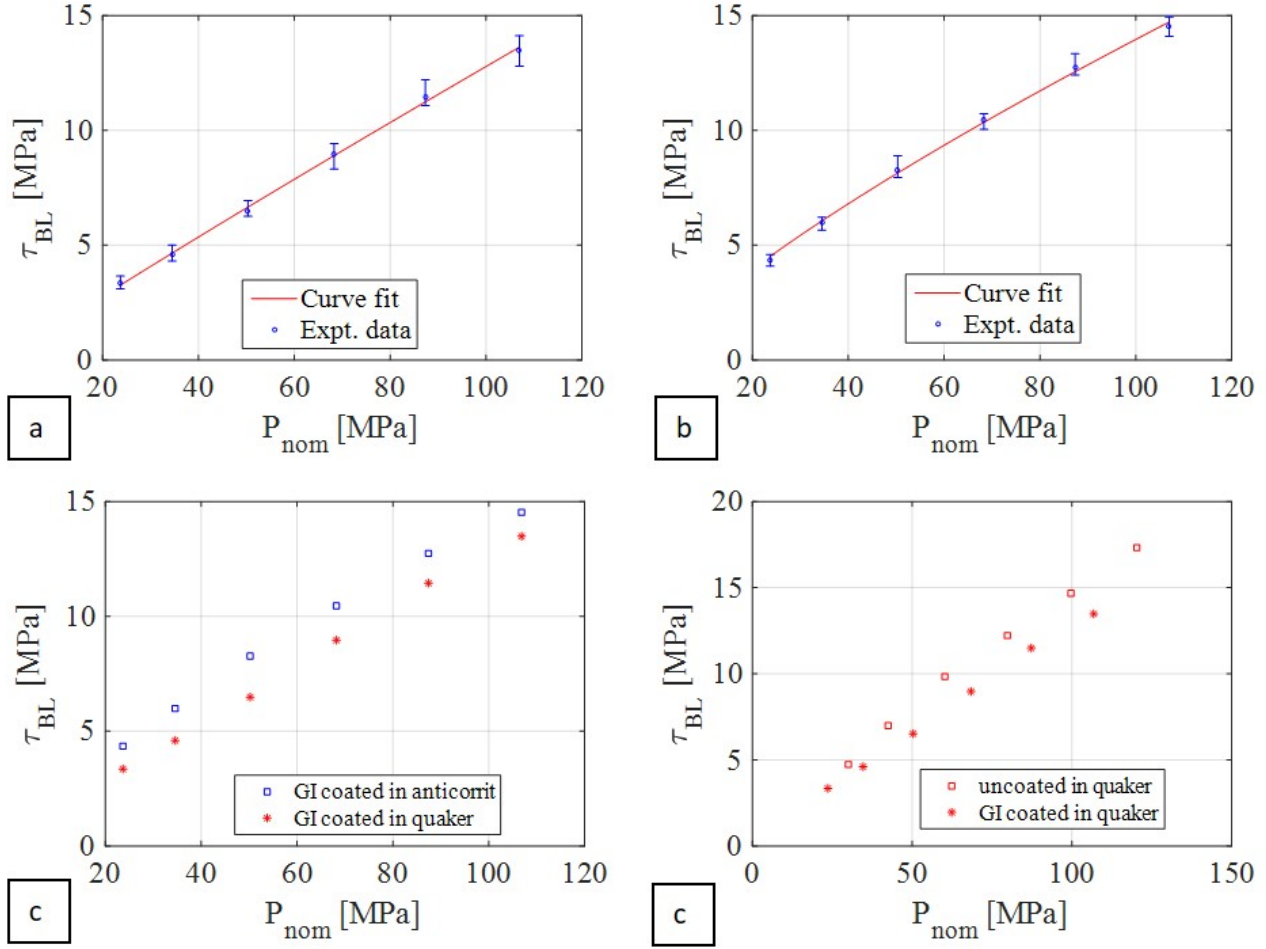 15
10
5
0
τBL [MPa]
20 40 60 80 100 120
Pnom [MPa]
Curve fit
Expt. data
a
15
10
5
0
τBL [MPa]
20 40 60 80 100 120
Pnom [MPa]
Curve fit
Expt. data
b
15
10
5
0
τBL [MPa]
20 40 60 80 100 120
Pnom [MPa]
GI coated in anticorrit
GI coated in quaker
c
20
15
10
5
0
τBL [MPa]
0 50 100 150
Pnom [MPa]
uncoated in quaker
GI coated in quaker
c